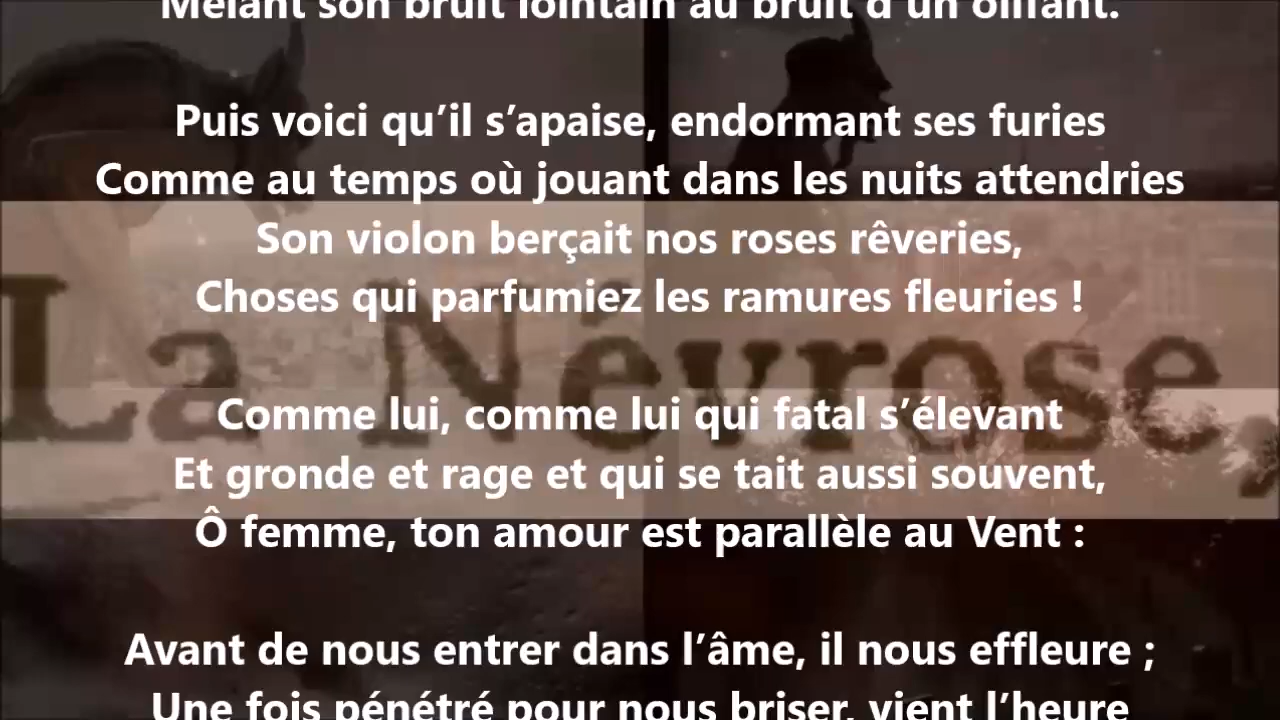 Mêlant son bruit lointain au bruit d’un olifant.
Puis voici qu’il s’apaise, endormant ses furies
Comme au temps où jouant dans les nuits attendries
Son violon berçait nos roses rêveries,
Choses qui parfumiez les ramures fleuries !
La Névrose,
Comme lui, comme lui qui fatal s’élevant
Et gronde et rage et qui se tait aussi souvent,
Ô femme, ton amour est parallèle au Vent :
Avant de nous entrer dans l’âme, il nous effleure ;
Une fois pénétré pour nous briser, vient l’heure